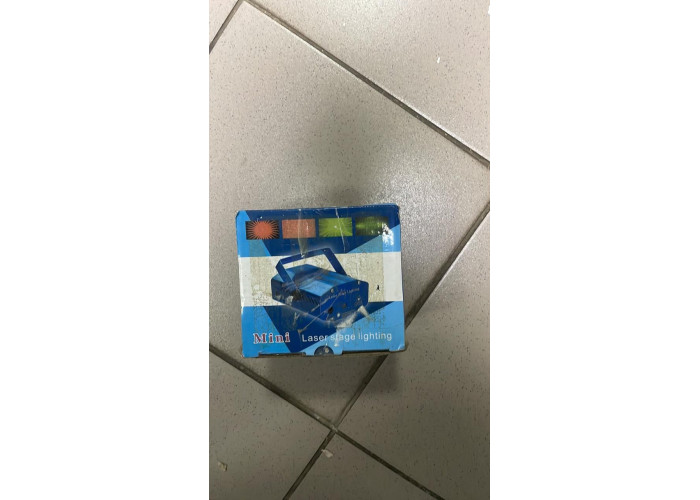 Mini Laser stage lighting